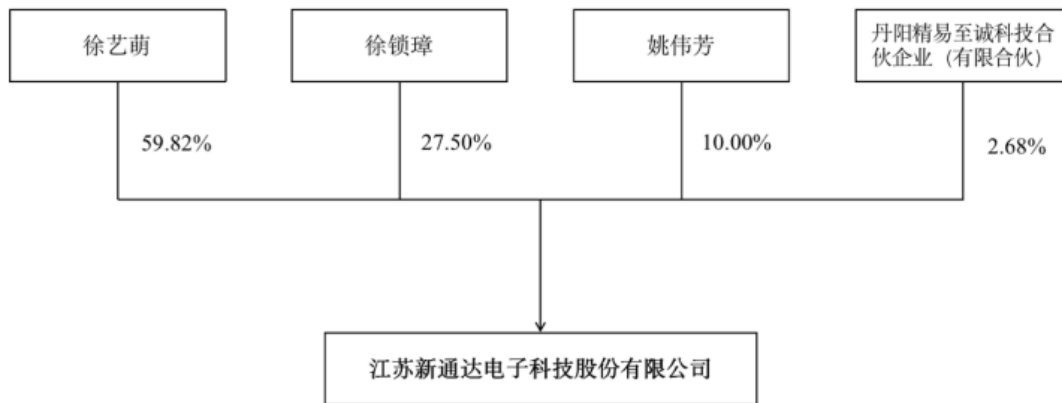 徐艺萌
徐锁璋
姚伟芳
丹阳精易至诚科技合
伙企业（有限合伙）
59.82%
27.50%
10.00%
2.68%
江苏新通达电子科技股份有限公司